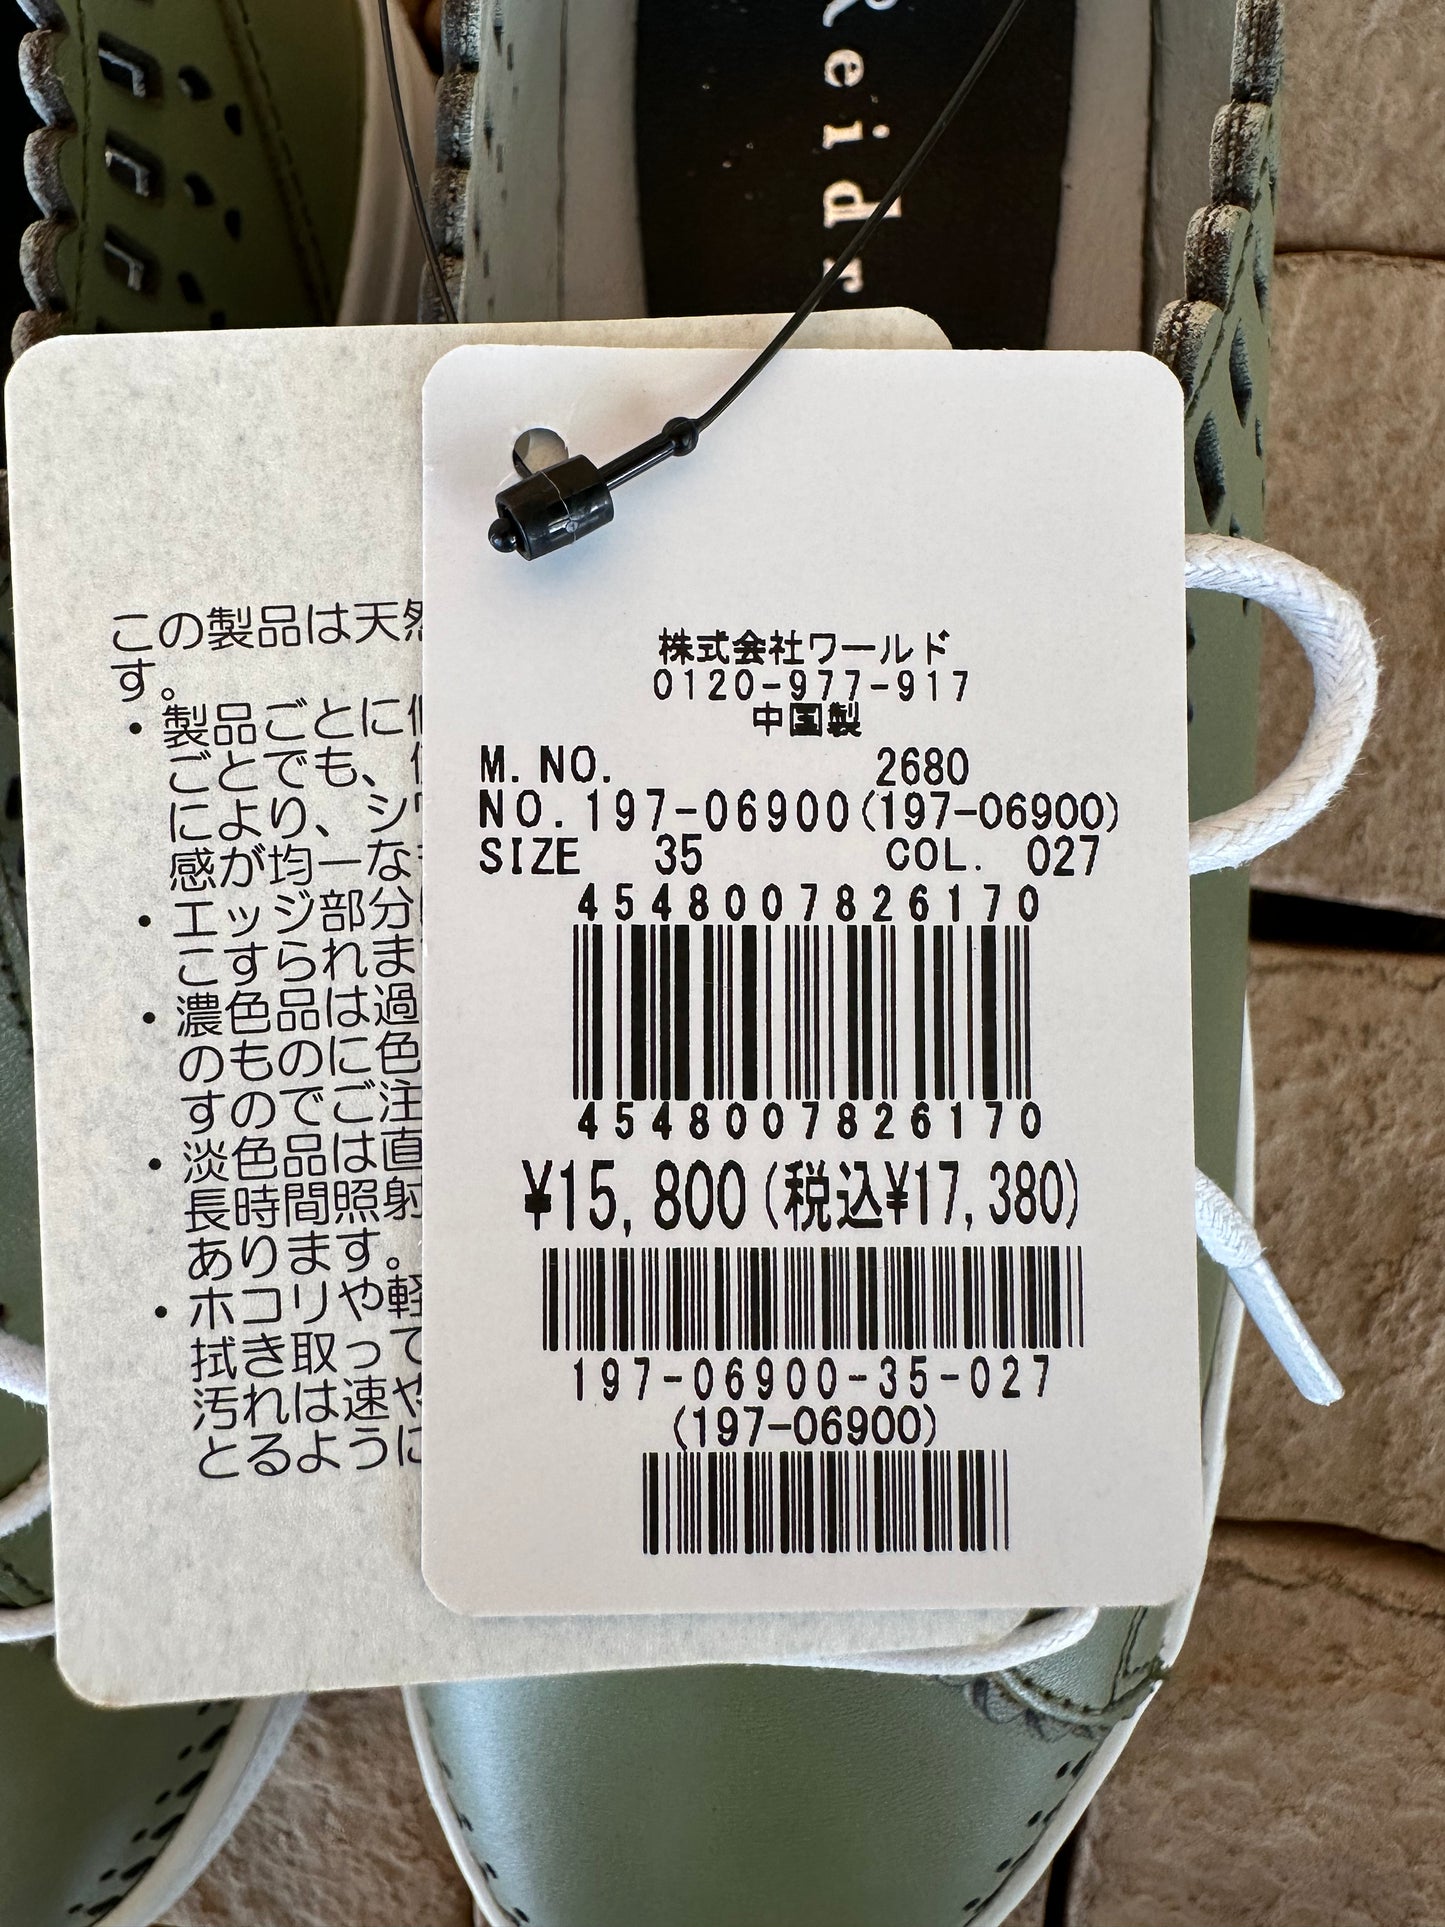 Reidr
株式会社ワールド
0120-977-917
中国製
M. NO. 2680
NO. 197-06900(197-06900)
SIZE 35 COL. 027
4548007826170
4548007826170
¥15,800(税込¥17,380)
197-06900-35-027
(197-06900)
この製品は天然
す。
・製品ごとに
ごとでも、
により、シ
感が均一な
・エッジ部分
こすられま
・濃色品は過
のものに色
すのでご注
・淡色品は直
長時間照射
あります。
・ホコリや軽
拭き取って
汚れは速や
とるように